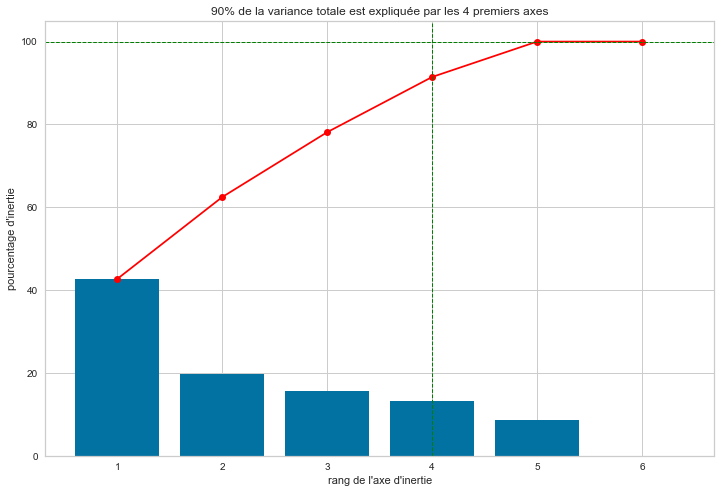 90% de la variance totale est expliquée par les 4 premiers axes
100
80
60
40
20
0
pourcentage d'inertie
1 2 3 4 5 6
rang de l'axe d'inertie